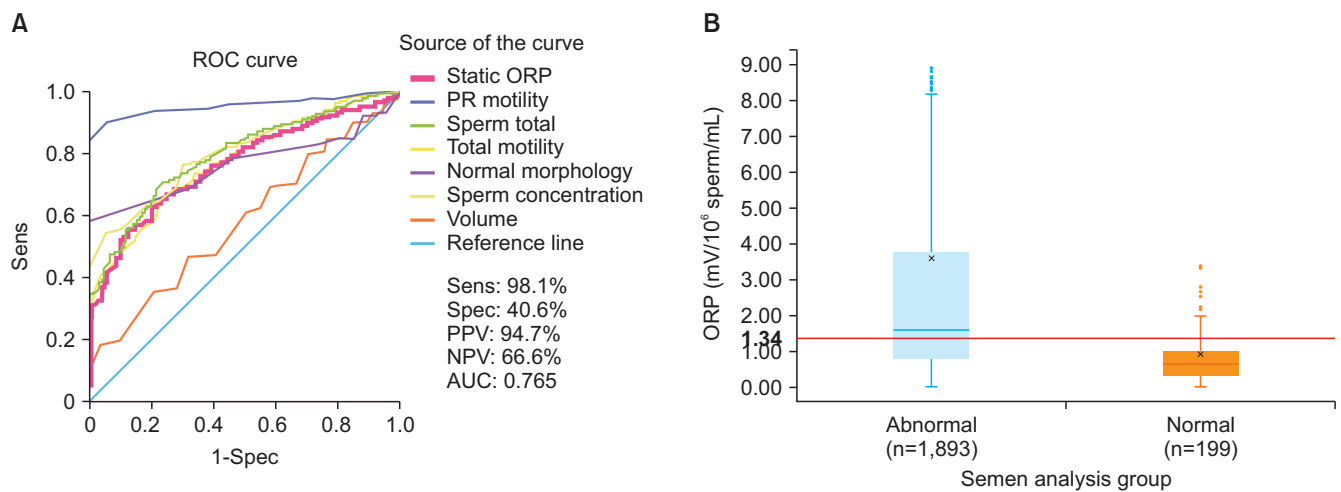 A
ROC curve
Sens
1.0
0.8
0.6
0.4
0.2
0
0
0.2
0.4
0.6
0.8
1.0
1-Spec
Source of the curve
Static ORP
PR motility
Sperm total
Total motility
Normal morphology
Sperm concentration
Volume
Reference line
Sens: 98.1%
Spec: 40.6%
PPV: 94.7%
NPV: 66.6%
AUC: 0.765
B
ORP (mV/10⁶ sperm/mL)
9.00
8.00
7.00
6.00
5.00
4.00
3.00
2.00
1.34
1.00
0.00
Abnormal
(n=1,893)
Normal
(n=199)
Semen analysis group